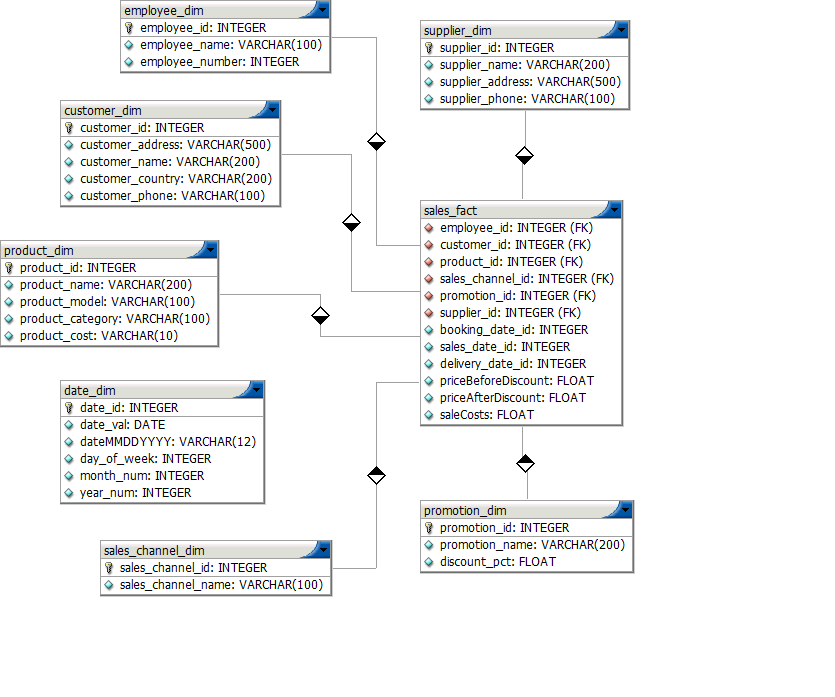 employee_dim
employee_id: INTEGER
employee_name: VARCHAR(100)
employee_number: INTEGER
supplier_dim
supplier_id: INTEGER
supplier_name: VARCHAR(200)
supplier_address: VARCHAR(500)
supplier_phone: VARCHAR(100)
customer_dim
customer_id: INTEGER
customer_address: VARCHAR(500)
customer_name: VARCHAR(200)
customer_country: VARCHAR(200)
customer_phone: VARCHAR(100)
sales_fact
employee_id: INTEGER (FK)
customer_id: INTEGER (FK)
product_id: INTEGER (FK)
sales_channel_id: INTEGER (FK)
promotion_id: INTEGER (FK)
supplier_id: INTEGER (FK)
booking_date_id: INTEGER
sales_date_id: INTEGER
delivery_date_id: INTEGER
priceBeforeDiscount: FLOAT
priceAfterDiscount: FLOAT
saleCosts: FLOAT
product_dim
product_id: INTEGER
product_name: VARCHAR(200)
product_model: VARCHAR(100)
product_category: VARCHAR(100)
product_cost: VARCHAR(10)
date_dim
date_id: INTEGER
date_val: DATE
dateMMDDYYYY: VARCHAR(12)
day_of_week: INTEGER
month_num: INTEGER
year_num: INTEGER
promotion_dim
promotion_id: INTEGER
promotion_name: VARCHAR(200)
discount_pct: FLOAT
sales_channel_dim
sales_channel_id: INTEGER
sales_channel_name: VARCHAR(100)